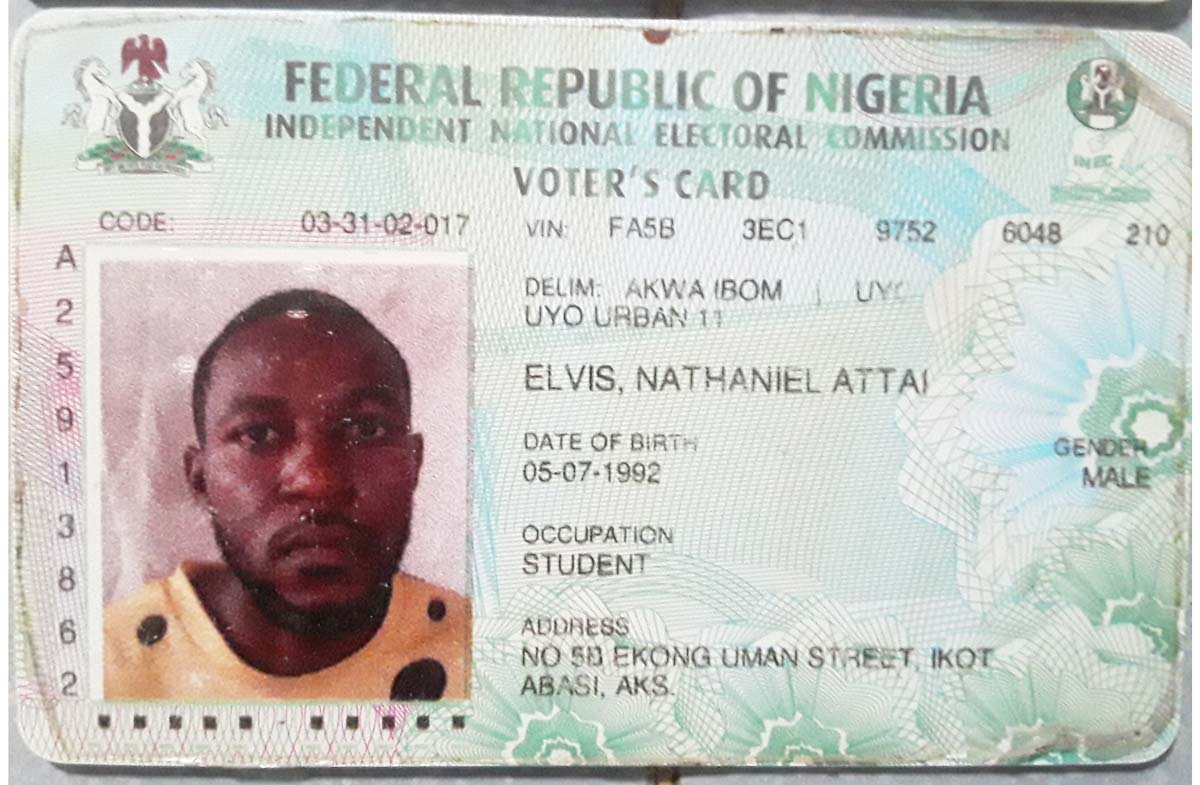 FEDERAL REPUBLIC OF NIGERIA
INDEPENDENT NATIONAL ELECTORAL COMMISSION
INEC
VOTER'S CARD
CODE: 03-31-02-017
VIN: FA5B 3EC1 9752 6048 210
DELIM: AKWA IBOM | UYO
UYO URBAN 11
ELVIS, NATHANIEL ATTAI
DATE OF BIRTH
05-07-1992
GENDER
MALE
OCCUPATION
STUDENT
ADDRESS
NO 5B EKONG UMAN STREET, IKOT
ABASI, AKS.
A
2
5
9
1
3
8
6
2